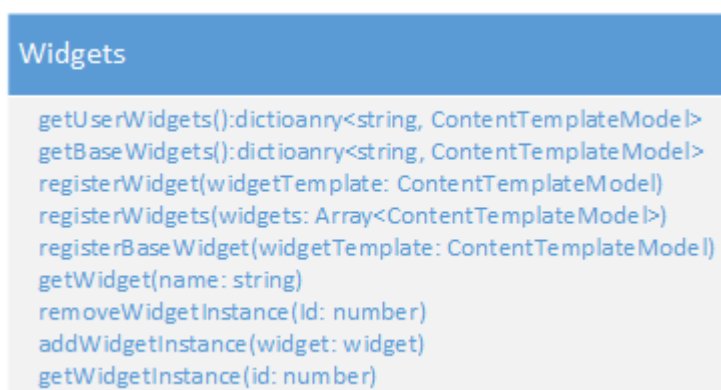 Widgets
getUserWidgets():dictioanry<string, ContentTemplateModel>
getBaseWidgets():dictioanry<string, ContentTemplateModel>
registerWidget(widgetTemplate: ContentTemplateModel)
registerWidgets(widgets: Array<ContentTemplateModel>)
registerBaseWidget(widgetTemplate: ContentTemplateModel)
getWidget(name: string)
removeWidgetInstance(Id: number)
addWidgetInstance(widget: widget)
getWidgetInstance(id: number)